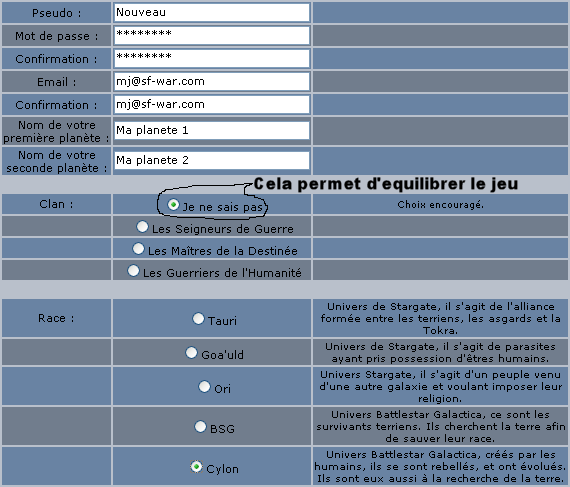 Pseudo : Nouveau
Mot de passe : ********
Confirmation : ********
Email : mj@sf-war.com
Confirmation : mj@sf-war.com
Nom de votre
première planète : Ma planete 1
Nom de votre
seconde planète : Ma planete 2
Cela permet d'equilibrer le jeu
Clan : Je ne sais pas Choix encouragé.
Les Seigneurs de Guerre
Les Maîtres de la Destinée
Les Guerriers de l'Humanité
Race : Tauri
Univers de Stargate, il s'agit de l'alliance
formée entre les terriens, les asgards et la
Tokra.
Goa'uld
Univers de Stargate, il s'agit de parasites
ayant pris possession d'êtres humains.
Ori
Univers Stargate, il s'agit d'un peuple venu
d'une autre galaxie et voulant imposer leur
religion.
BSG
Univers Battlestar Galactica, ce sont les
survivants terriens. Ils cherchent la terre afin
de sauver leur race.
Cylon
Univers Battlestar Galactica, créés par les
humains, ils se sont rebellés, et ont évolués.
Ils sont eux aussi à la recherche de la terre.